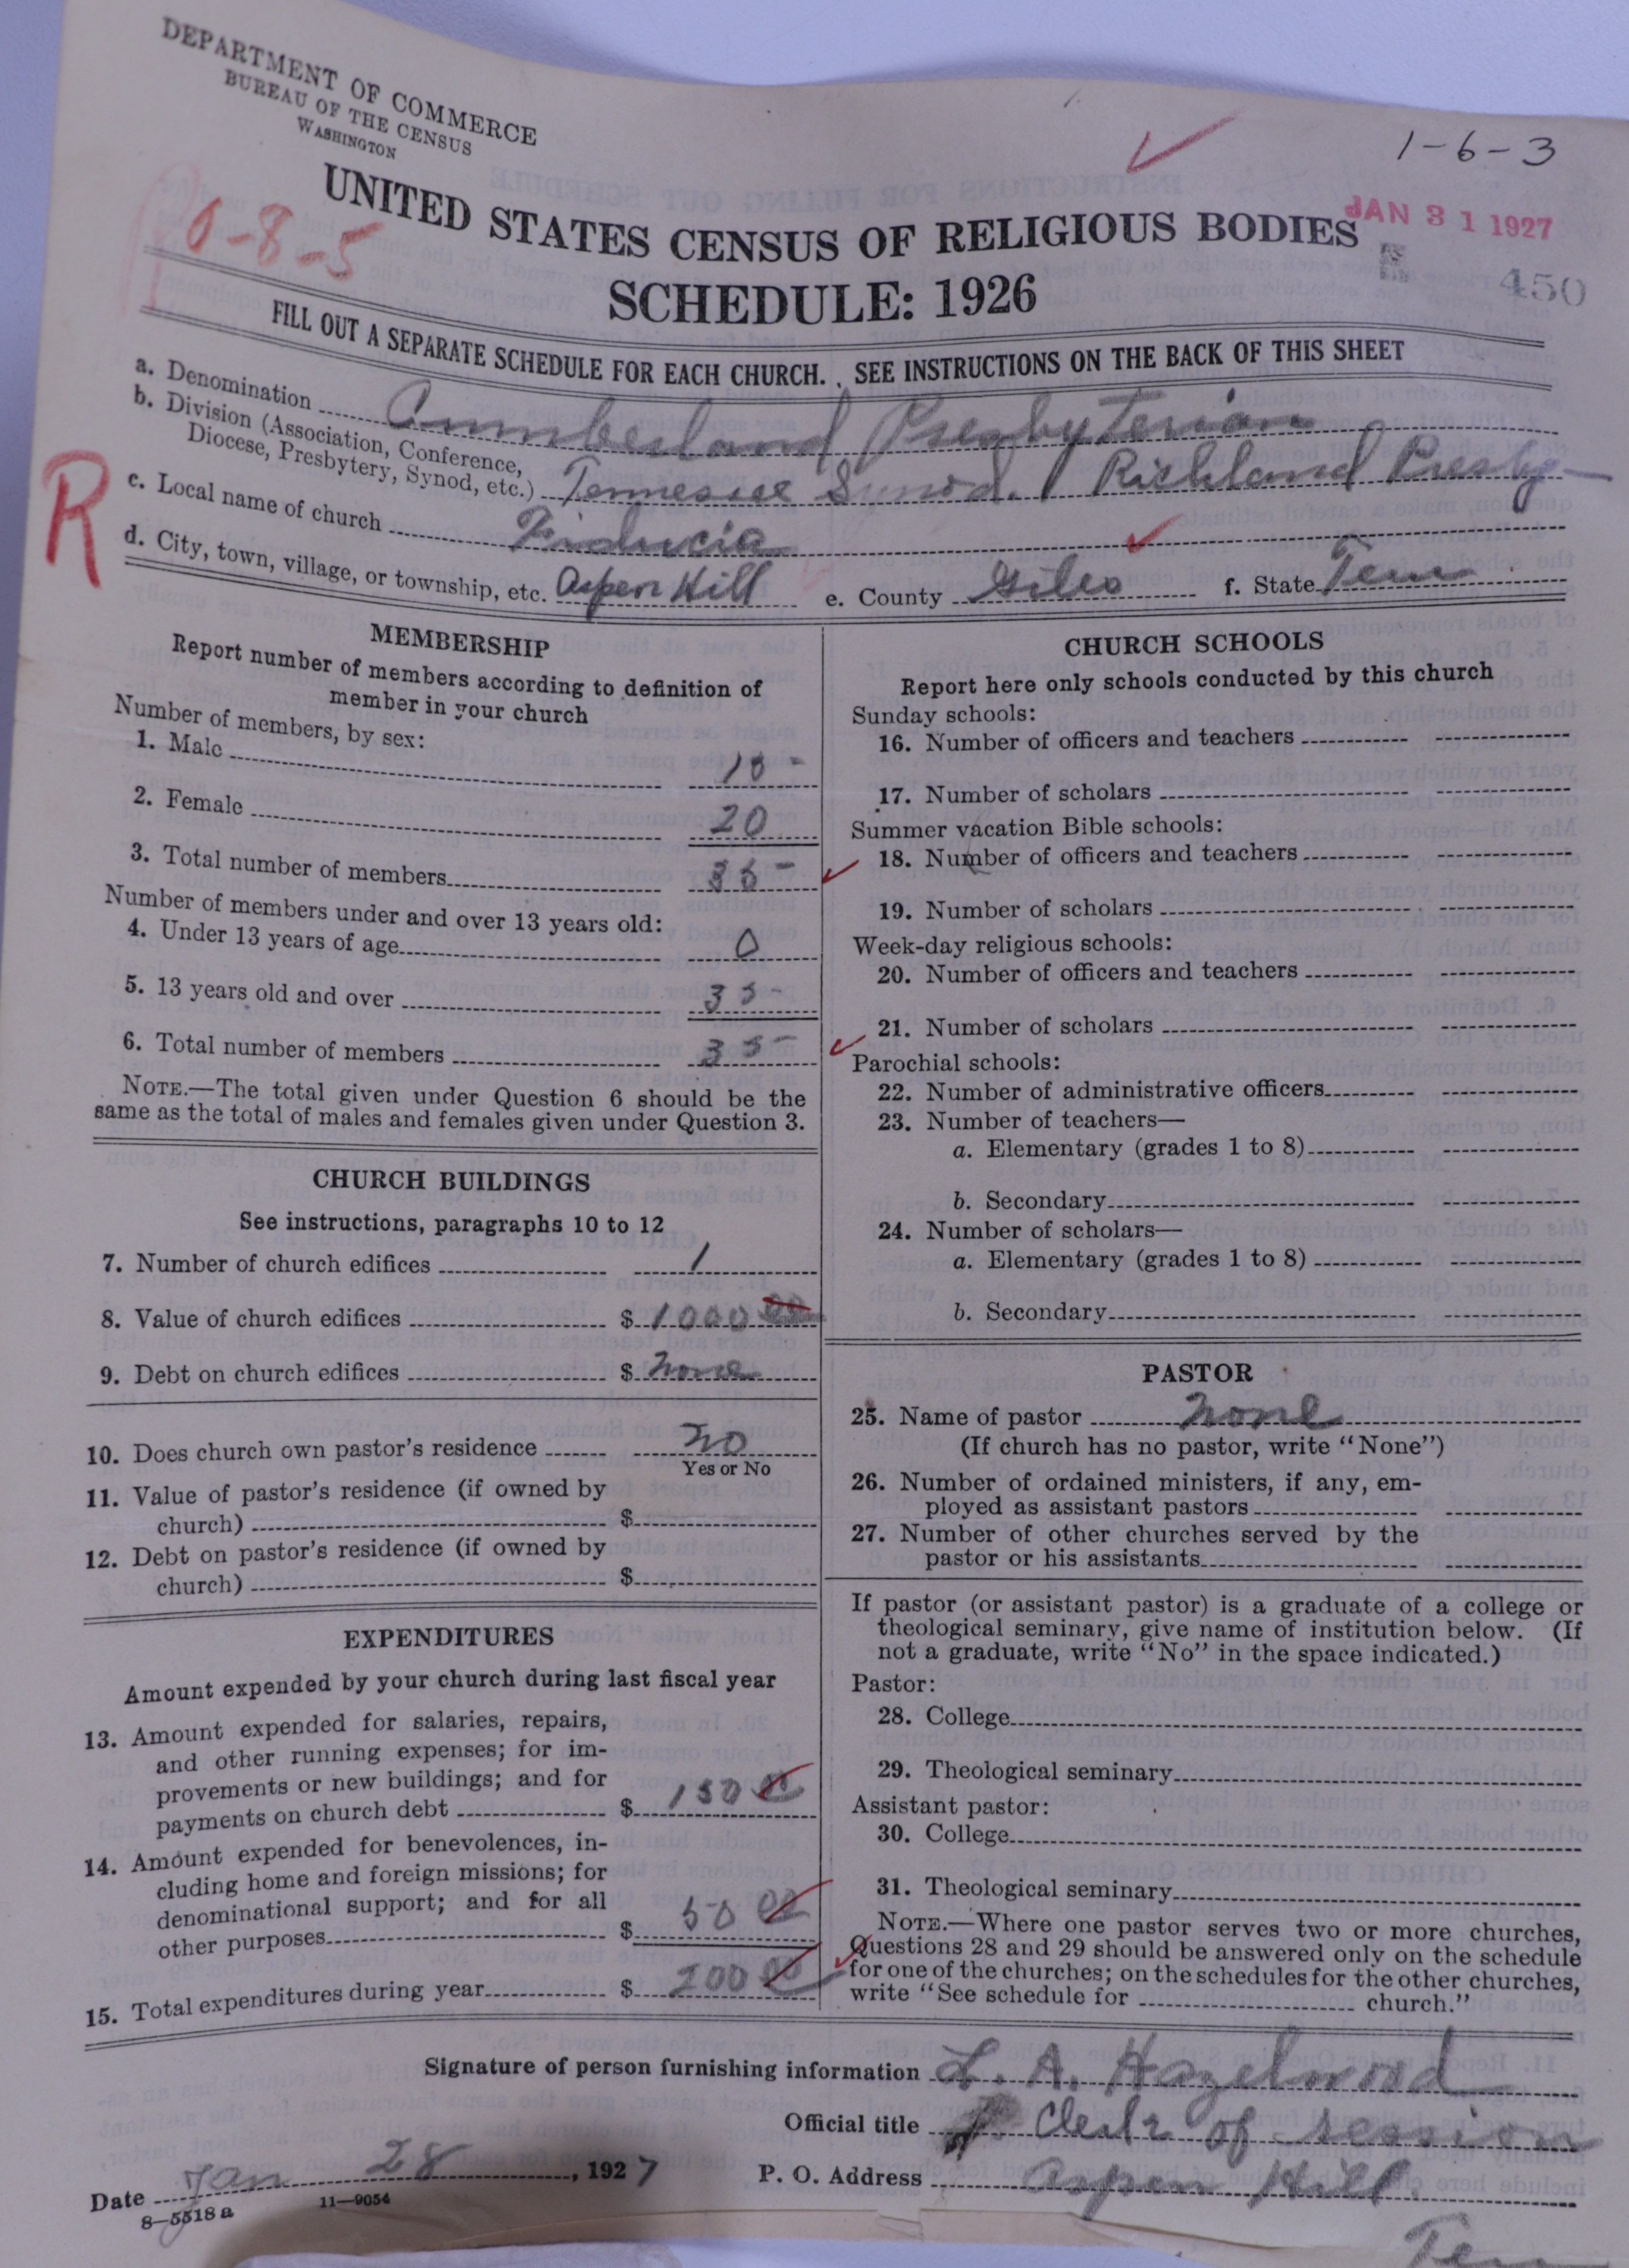 DEPARTMENT OF COMMERCE
BUREAU OF THE CENSUS
WASHINGTON
1-6-3
0-8-5
UNITED STATES CENSUS OF RELIGIOUS BODIES
JAN 31 1927
SCHEDULE: 1926
450
FILL OUT A SEPARATE SCHEDULE FOR EACH CHURCH. SEE INSTRUCTIONS ON THE BACK OF THIS SHEET
R
a. Denomination Cumberland Presbyterian
b. Division (Association, Conference,
Diocese, Presbytery, Synod, etc.) Tennessee Synod. Richland Presby-
c. Local name of church Fiducia
d. City, town, village, or township, etc. Aspen Hill e. County Giles f. State Tenn
MEMBERSHIP
Report number of members according to definition of
member in your church
Number of members, by sex:
1. Male 15
2. Female 20
3. Total number of members 35
Number of members under and over 13 years old:
4. Under 13 years of age 0
5. 13 years old and over 35
6. Total number of members 35
NOTE.—The total given under Question 6 should be the
same as the total of males and females given under Question 3.
CHURCH BUILDINGS
See instructions, paragraphs 10 to 12
7. Number of church edifices 1
8. Value of church edifices $ 1000 00
9. Debt on church edifices $ none
10. Does church own pastor's residence no
Yes or No
11. Value of pastor's residence (if owned by
church) $
12. Debt on pastor's residence (if owned by
church) $
EXPENDITURES
Amount expended by your church during last fiscal year
13. Amount expended for salaries, repairs,
and other running expenses; for im-
provements or new buildings; and for
payments on church debt $ 150 00
14. Amount expended for benevolences, in-
cluding home and foreign missions; for
denominational support; and for all
other purposes $ 50 00
15. Total expenditures during year $ 200 00
CHURCH SCHOOLS
Report here only schools conducted by this church
Sunday schools:
16. Number of officers and teachers
17. Number of scholars
Summer vacation Bible schools:
18. Number of officers and teachers
19. Number of scholars
Week-day religious schools:
20. Number of officers and teachers
21. Number of scholars
Parochial schools:
22. Number of administrative officers
23. Number of teachers—
a. Elementary (grades 1 to 8)
b. Secondary
24. Number of scholars—
a. Elementary (grades 1 to 8)
b. Secondary
PASTOR
25. Name of pastor none
(If church has no pastor, write "None")
26. Number of ordained ministers, if any, em-
ployed as assistant pastors
27. Number of other churches served by the
pastor or his assistants
If pastor (or assistant pastor) is a graduate of a college or
theological seminary, give name of institution below. (If
not a graduate, write "No" in the space indicated.)
Pastor:
28. College
29. Theological seminary
Assistant pastor:
30. College
31. Theological seminary
NOTE.—Where one pastor serves two or more churches,
Questions 28 and 29 should be answered only on the schedule
for one of the churches; on the schedules for the other churches,
write "See schedule for church."
Signature of person furnishing information L. A. Hazelwood
Official title Clerk of session
Date Jan 28, 1927 P. O. Address Aspen Hill.
8—5518 a 11—9054